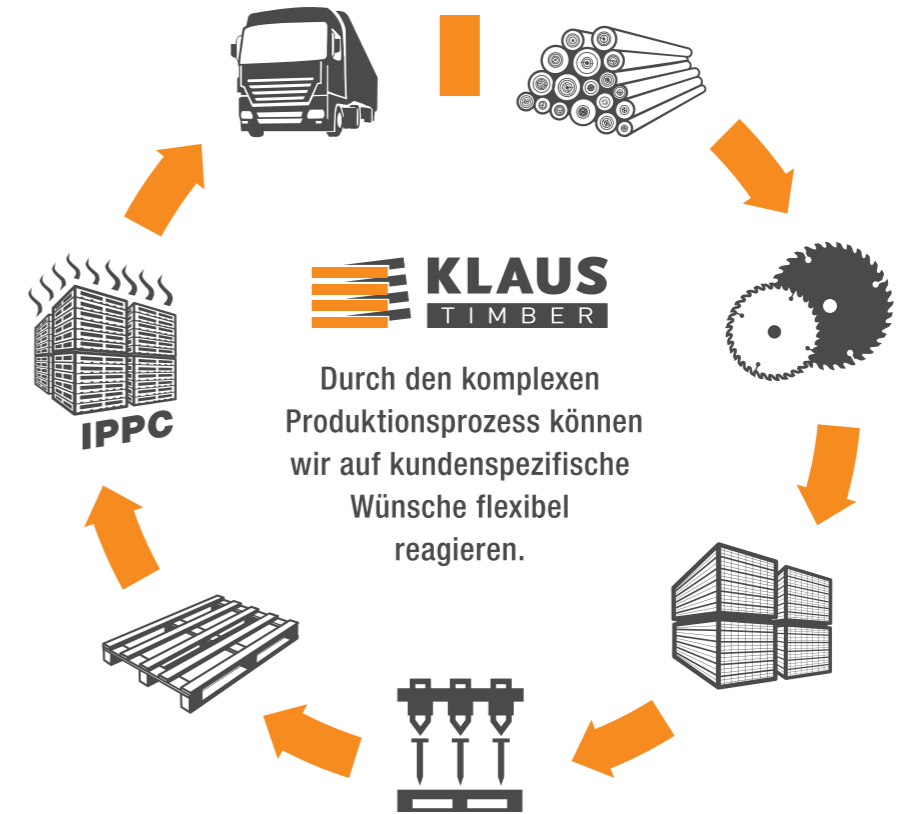 KLAUS
TIMBER
Durch den komplexen
Produktionsprozess können
wir auf kundenspezifische
Wünsche flexibel
reagieren.
IPPC